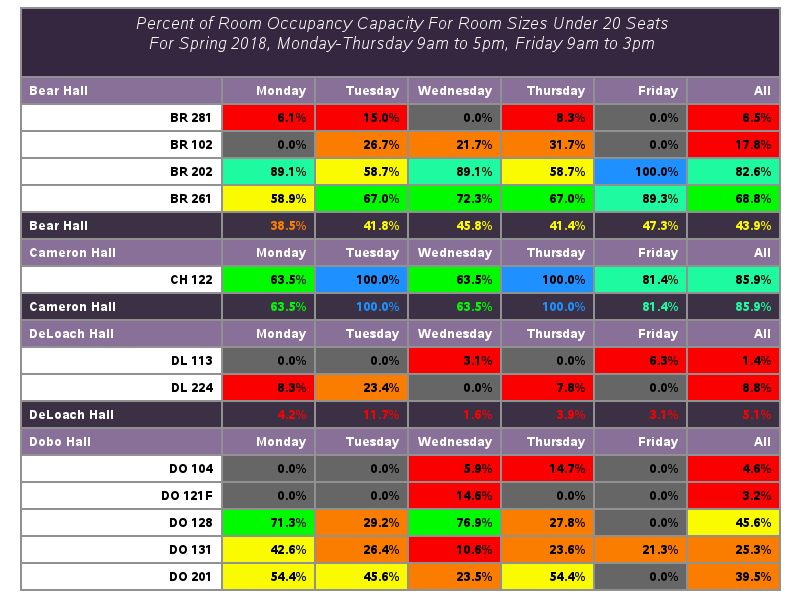 Percent of Room Occupancy Capacity For Room Sizes Under 20 Seats
For Spring 2018, Monday-Thursday 9am to 5pm, Friday 9am to 3pm
Bear Hall Monday Tuesday Wednesday Thursday Friday All
BR 281 6.1% 15.0% 0.0% 8.3% 0.0% 6.5%
BR 102 0.0% 26.7% 21.7% 31.7% 0.0% 17.8%
BR 202 89.1% 58.7% 89.1% 58.7% 100.0% 82.6%
BR 261 58.9% 67.0% 72.3% 67.0% 89.3% 68.8%
Bear Hall 38.5% 41.8% 45.8% 41.4% 47.3% 43.9%
Cameron Hall Monday Tuesday Wednesday Thursday Friday All
CH 122 63.5% 100.0% 63.5% 100.0% 81.4% 85.9%
Cameron Hall 63.5% 100.0% 63.5% 100.0% 81.4% 85.9%
DeLoach Hall Monday Tuesday Wednesday Thursday Friday All
DL 113 0.0% 0.0% 3.1% 0.0% 6.3% 1.4%
DL 224 8.3% 23.4% 0.0% 7.8% 0.0% 8.8%
DeLoach Hall 4.2% 11.7% 1.6% 3.9% 3.1% 5.1%
Dobo Hall Monday Tuesday Wednesday Thursday Friday All
DO 104 0.0% 0.0% 5.9% 14.7% 0.0% 4.6%
DO 121F 0.0% 0.0% 14.6% 0.0% 0.0% 3.2%
DO 128 71.3% 29.2% 76.9% 27.8% 0.0% 45.6%
DO 131 42.6% 26.4% 10.6% 23.6% 21.3% 25.3%
DO 201 54.4% 45.6% 23.5% 54.4% 0.0% 39.5%